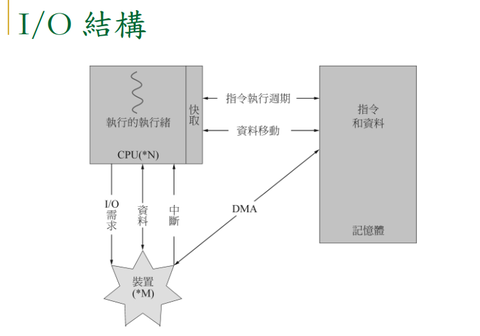 I/O 結構
執行的執行緒
CPU(*N)
快取
指令執行週期
資料移動
指令
和資料
記憶體
I/O
需求
資料
中斷
DMA
裝置
(*M)